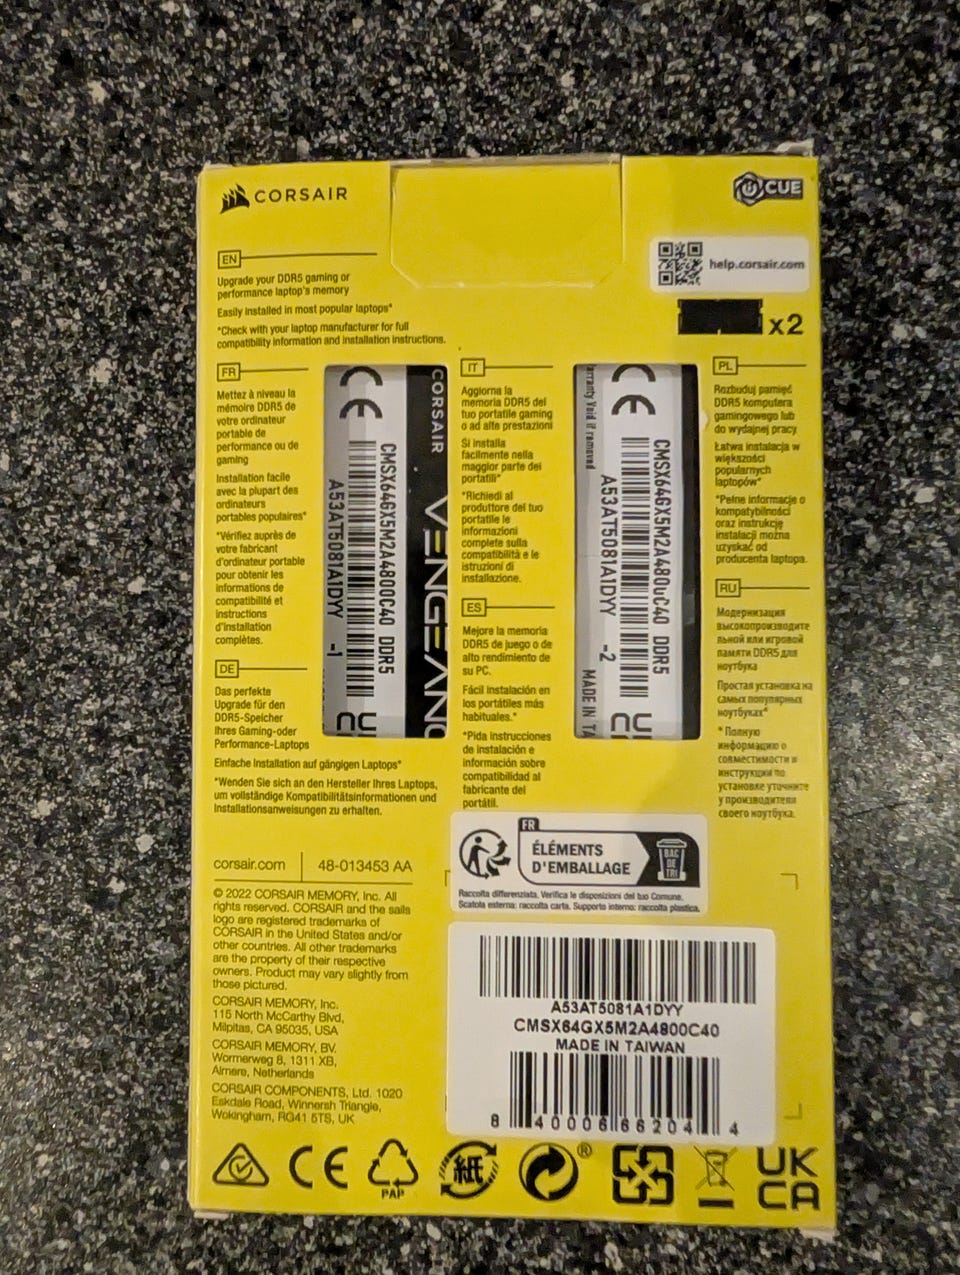 CORSAIR
iCUE
help.corsair.com
x2
EN
Upgrade your DDR5 gaming or
performance laptop's memory
Easily installed in most popular laptops*
*Check with your laptop manufacturer for full
compatibility information and installation instructions.
FR
Mettez à niveau la
mémoire DDR5 de
votre ordinateur
portable de
performance ou de
gaming
Installation facile
avec la plupart des
ordinateurs
portables populaires*
*Vérifiez auprès de
votre fabricant
d'ordinateur portable
pour obtenir les
informations de
compatibilité et
instructions
d'installation
complètes.
DE
Das perfekte
Upgrade für den
DDR5-Speicher
Ihres Gaming-oder
Performance-Laptops
Einfache Installation auf gängigen Laptops*
*Wenden Sie sich an den Hersteller Ihres Laptops,
um vollständige Kompatibilitätsinformationen und
Installationsanweisungen zu erhalten.
CE
CMSX64GX5M2A4800C40 DDR5
A53AT5081A1DYY -1
UK
CORSAIR
VENGEANC
IT
Aggiorna la
memoria DDR5 del
tuo portatile gaming
o ad alte prestazioni
Si installa
facilmente nella
maggior parte dei
portatili*
*Richiedi al
produttore del tuo
portatile le
informazioni
complete sulla
compatibilità e le
istruzioni di
installazione.
ES
Mejore la memoria
DDR5 de juego o de
alto rendimiento de
su PC.
Fácil instalación en
los portátiles más
habituales.*
*Pida instrucciones
de instalación e
información sobre
compatibilidad al
fabricante del
portátil.
CE
CMSX64GX5M2A4800C40 DDR5
A53AT5081A1DYY -2
arranty Void if removed
MADE IN TA
UK
PL
Rozbuduj pamięć
DDR5 komputera
gamingowego lub
do wydajnej pracy
Łatwa instalacja w
większości
popularnych
laptopów*
*Pełne informacje o
kompatybilności
oraz instrukcję
instalacji można
uzyskać od
producenta laptopa.
RU
Модернизация
высокопроизводите
льной или игровой
памяти DDR5 для
ноутбука
Простая установка на
самых популярных
ноутбуках*
* Полную
информацию о
совместимости и
инструкции по
установке уточните
у производителя
своего ноутбука.
FR
ÉLÉMENTS
D'EMBALLAGE
BAC
DE
TRI
Raccolta differenziata. Verifica le disposizioni del tuo Comune.
Scatola esterna: raccolta carta. Supporto interno: raccolta plastica.
corsair.com
48-013453 AA
© 2022 CORSAIR MEMORY, Inc. All
rights reserved. CORSAIR and the sails
logo are registered trademarks of
CORSAIR in the United States and/or
other countries. All other trademarks
are the property of their respective
owners. Product may vary slightly from
those pictured.
CORSAIR MEMORY, Inc.
115 North McCarthy Blvd,
Milpitas, CA 95035, USA
CORSAIR MEMORY, BV.
Wormerweg 8, 1311 XB,
Almere, Netherlands
CORSAIR COMPONENTS, Ltd. 1020
Eskdale Road, Winnersh Triangle,
Wokingham, RG41 5TS, UK
A53AT5081A1DYY
CMSX64GX5M2A4800C40
MADE IN TAIWAN
8 40006 66204 4
CE
PAP
紙
®
UK
CA